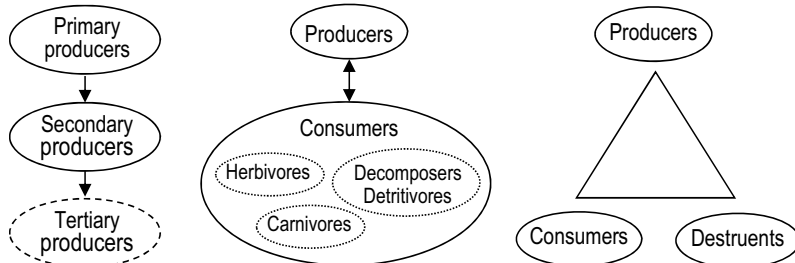 Primary
producers
Secondary
producers
Tertiary
producers
Producers
Consumers
Herbivores
Decomposers
Detritivores
Carnivores
Producers
Consumers
Destruents